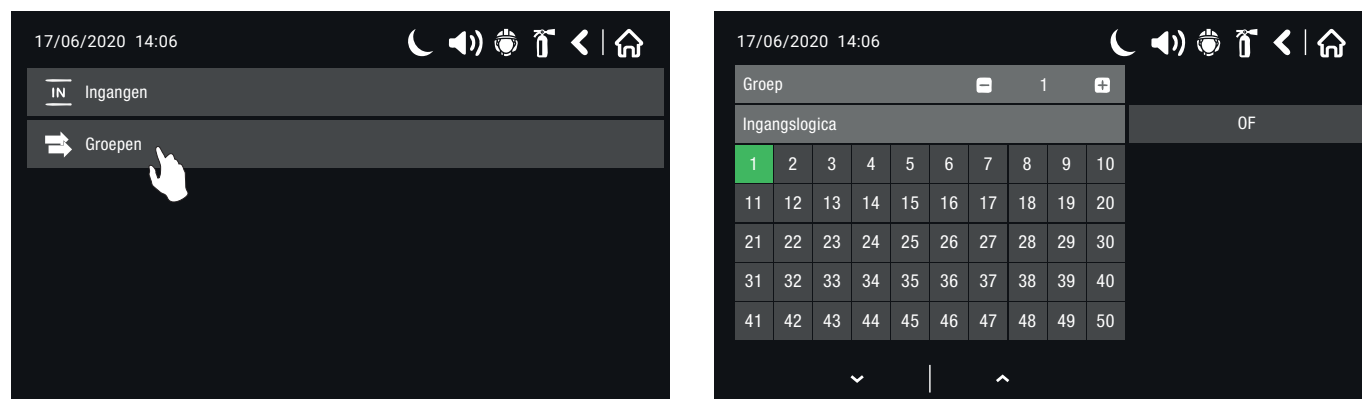 17/06/2020 14:06
IN Ingangen
Groepen
17/06/2020 14:06
Groep 1
Ingangslogica OF
1 2 3 4 5 6 7 8 9 10
11 12 13 14 15 16 17 18 19 20
21 22 23 24 25 26 27 28 29 30
31 32 33 34 35 36 37 38 39 40
41 42 43 44 45 46 47 48 49 50